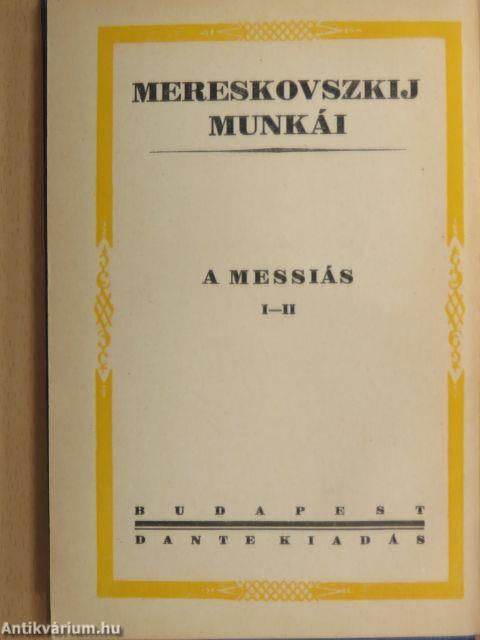 MERESKOVSZKIJ
MUNKÁI
A MESSIÁS
I—II
BUDAPEST
DANTE KIADÁS
Antikvárium.hu